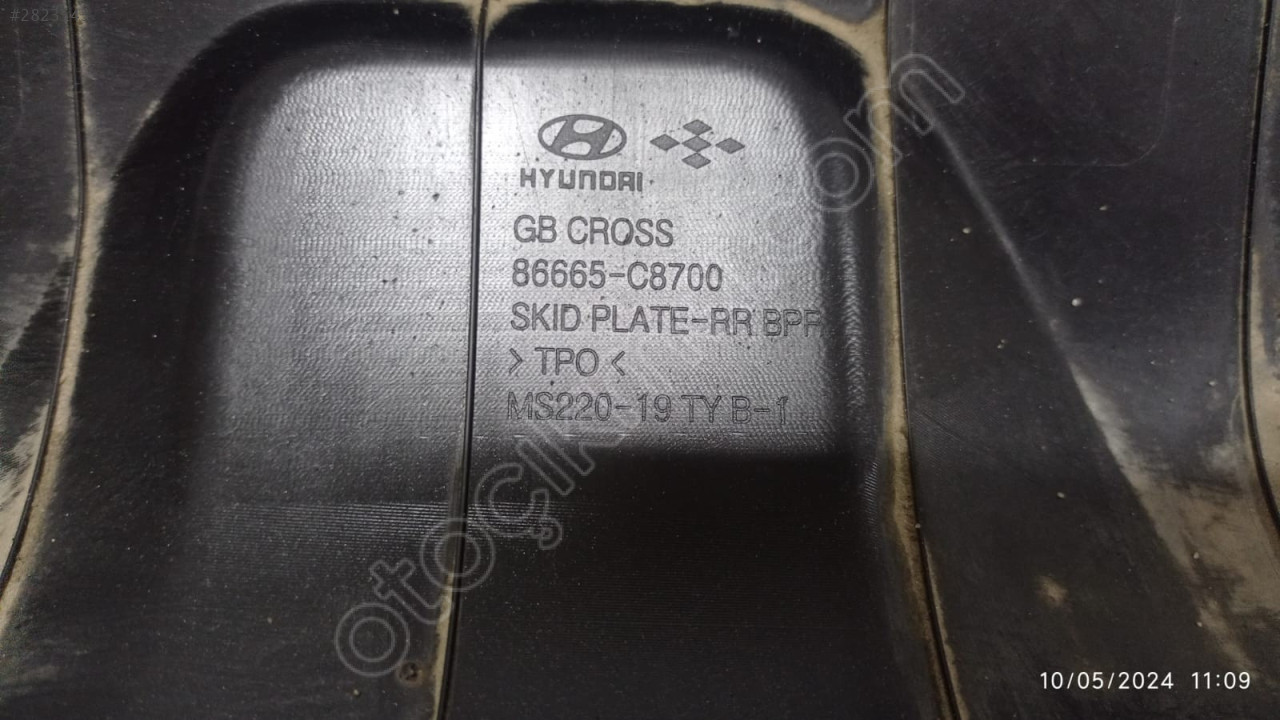 HYUNDAI
GB CROSS
86665-C8700
SKID PLATE-RR BPR
> TPO <
MS220-19 TY B-1
otoçıkma.com
10/05/2024 11:09